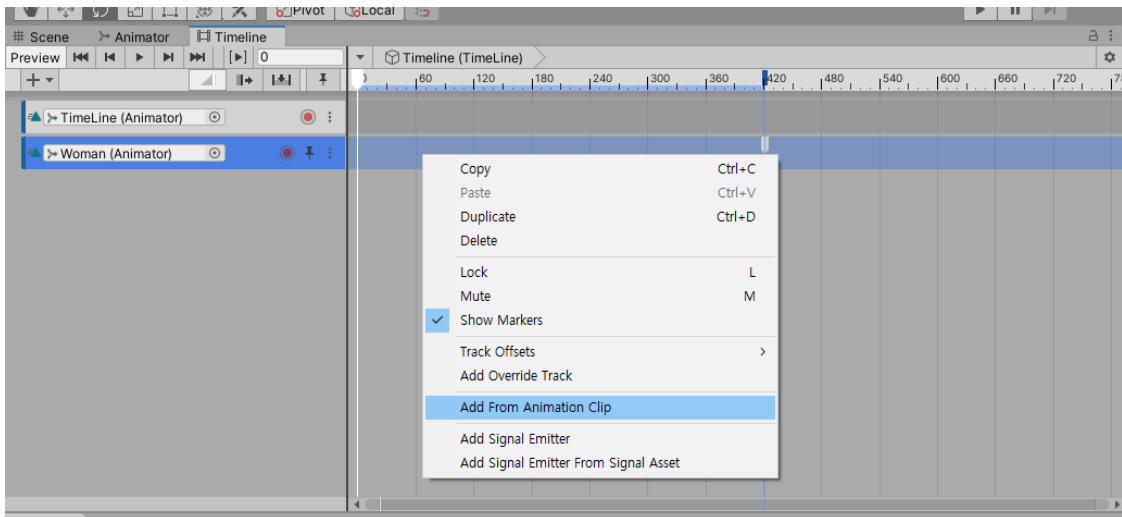 Pivot Local
Scene Animator Timeline
Preview 0 Timeline (TimeLine)
0 60 120 180 240 300 360 420 480 540 600 660 720
TimeLine (Animator)
Woman (Animator)
Copy Ctrl+C
Paste Ctrl+V
Duplicate Ctrl+D
Delete
Lock L
Mute M
Show Markers
Track Offsets
Add Override Track
Add From Animation Clip
Add Signal Emitter
Add Signal Emitter From Signal Asset